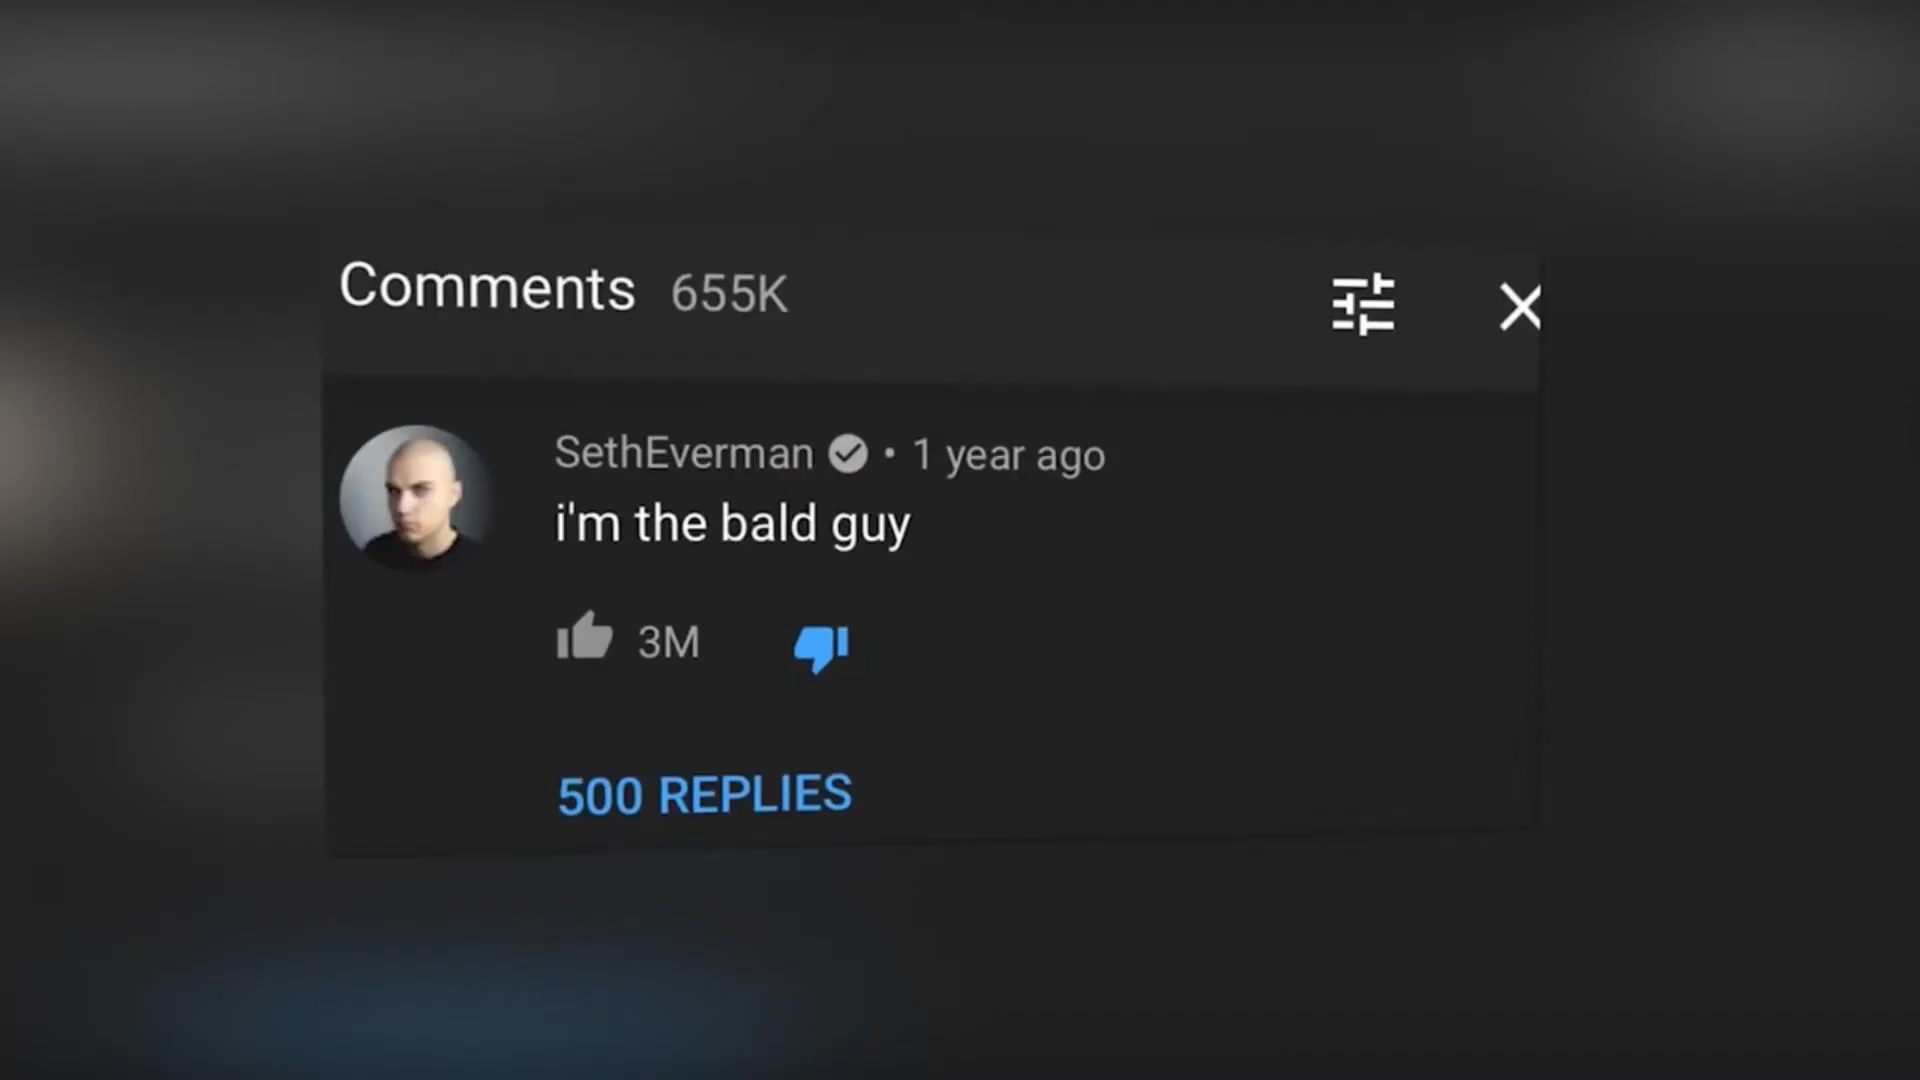 Comments 655K
SethEverman • 1 year ago
i'm the bald guy
3M
500 REPLIES